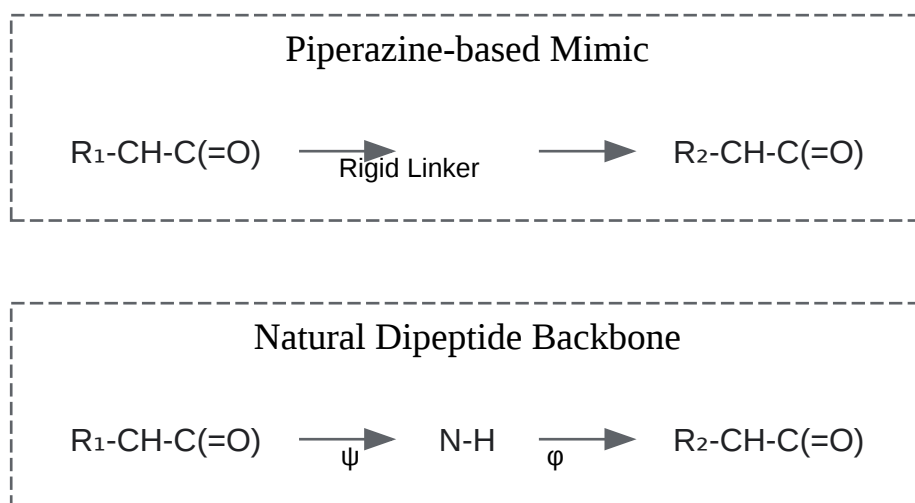 Piperazine-based Mimic
R₁-CH-C(=O) R₂-CH-C(=O)
Rigid Linker
Natural Dipeptide Backbone
R₁-CH-C(=O) N-H R₂-CH-C(=O)
ψ φ